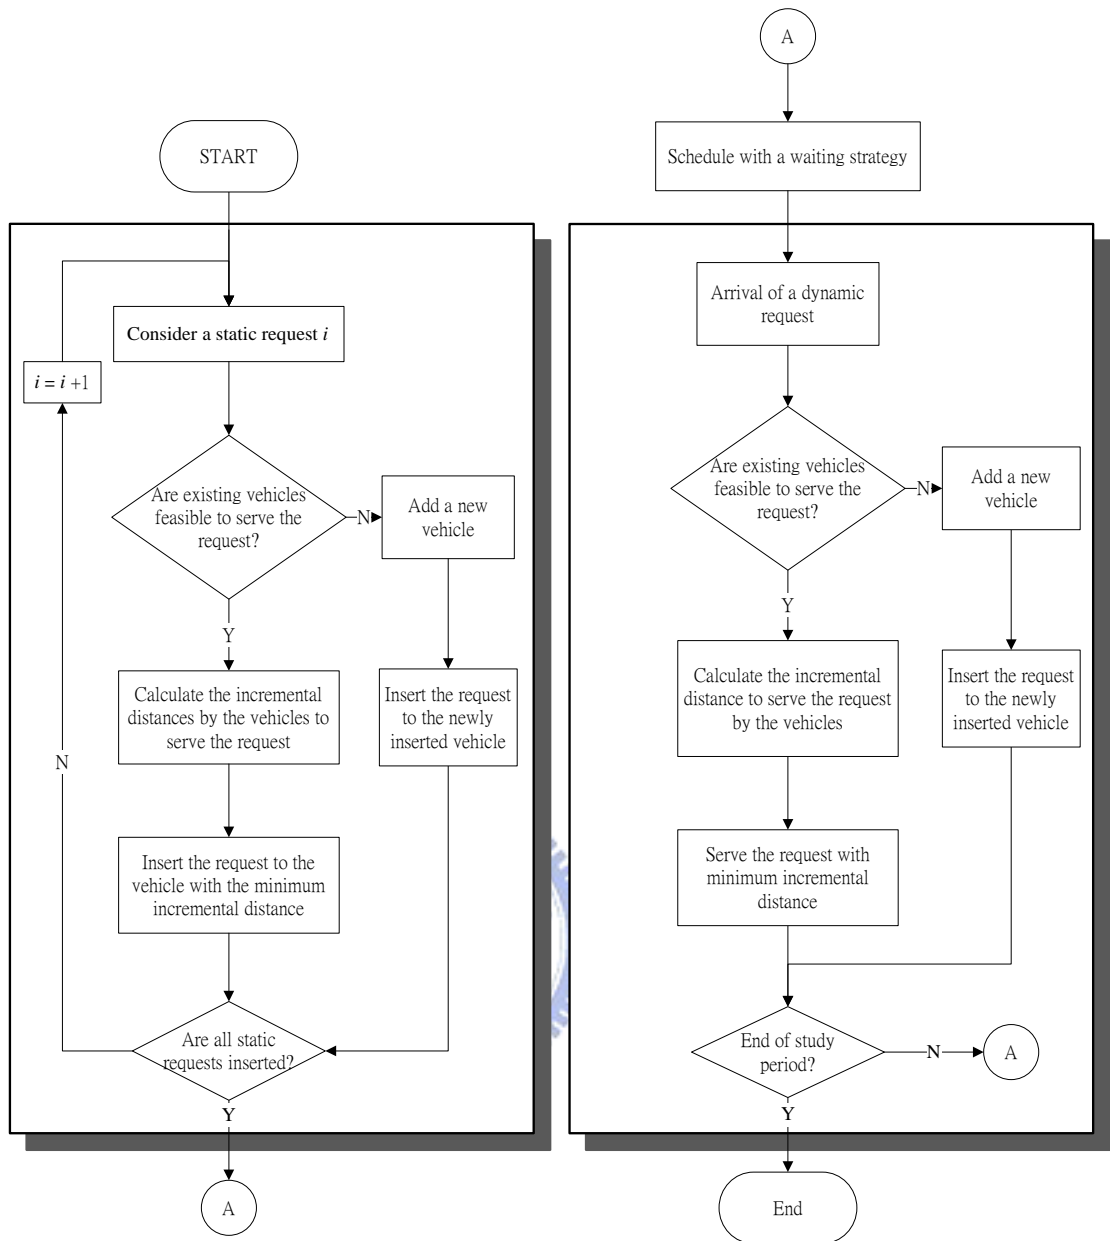 START
Consider a static request i
i = i +1
Are existing vehicles
feasible to serve the
request?
N
Add a new
vehicle
Y
Calculate the incremental
distances by the vehicles to
serve the request
Insert the request
to the newly
inserted vehicle
N
Insert the request to the
vehicle with the minimum
incremental distance
Are all static
requests inserted?
Y
A
A
Schedule with a waiting strategy
Arrival of a dynamic
request
Are existing vehicles
feasible to serve the
request?
N
Add a new
vehicle
Y
Calculate the incremental
distance to serve the request
by the vehicles
Insert the request
to the newly
inserted vehicle
Serve the request with
minimum incremental
distance
End of study
period?
N
A
Y
End